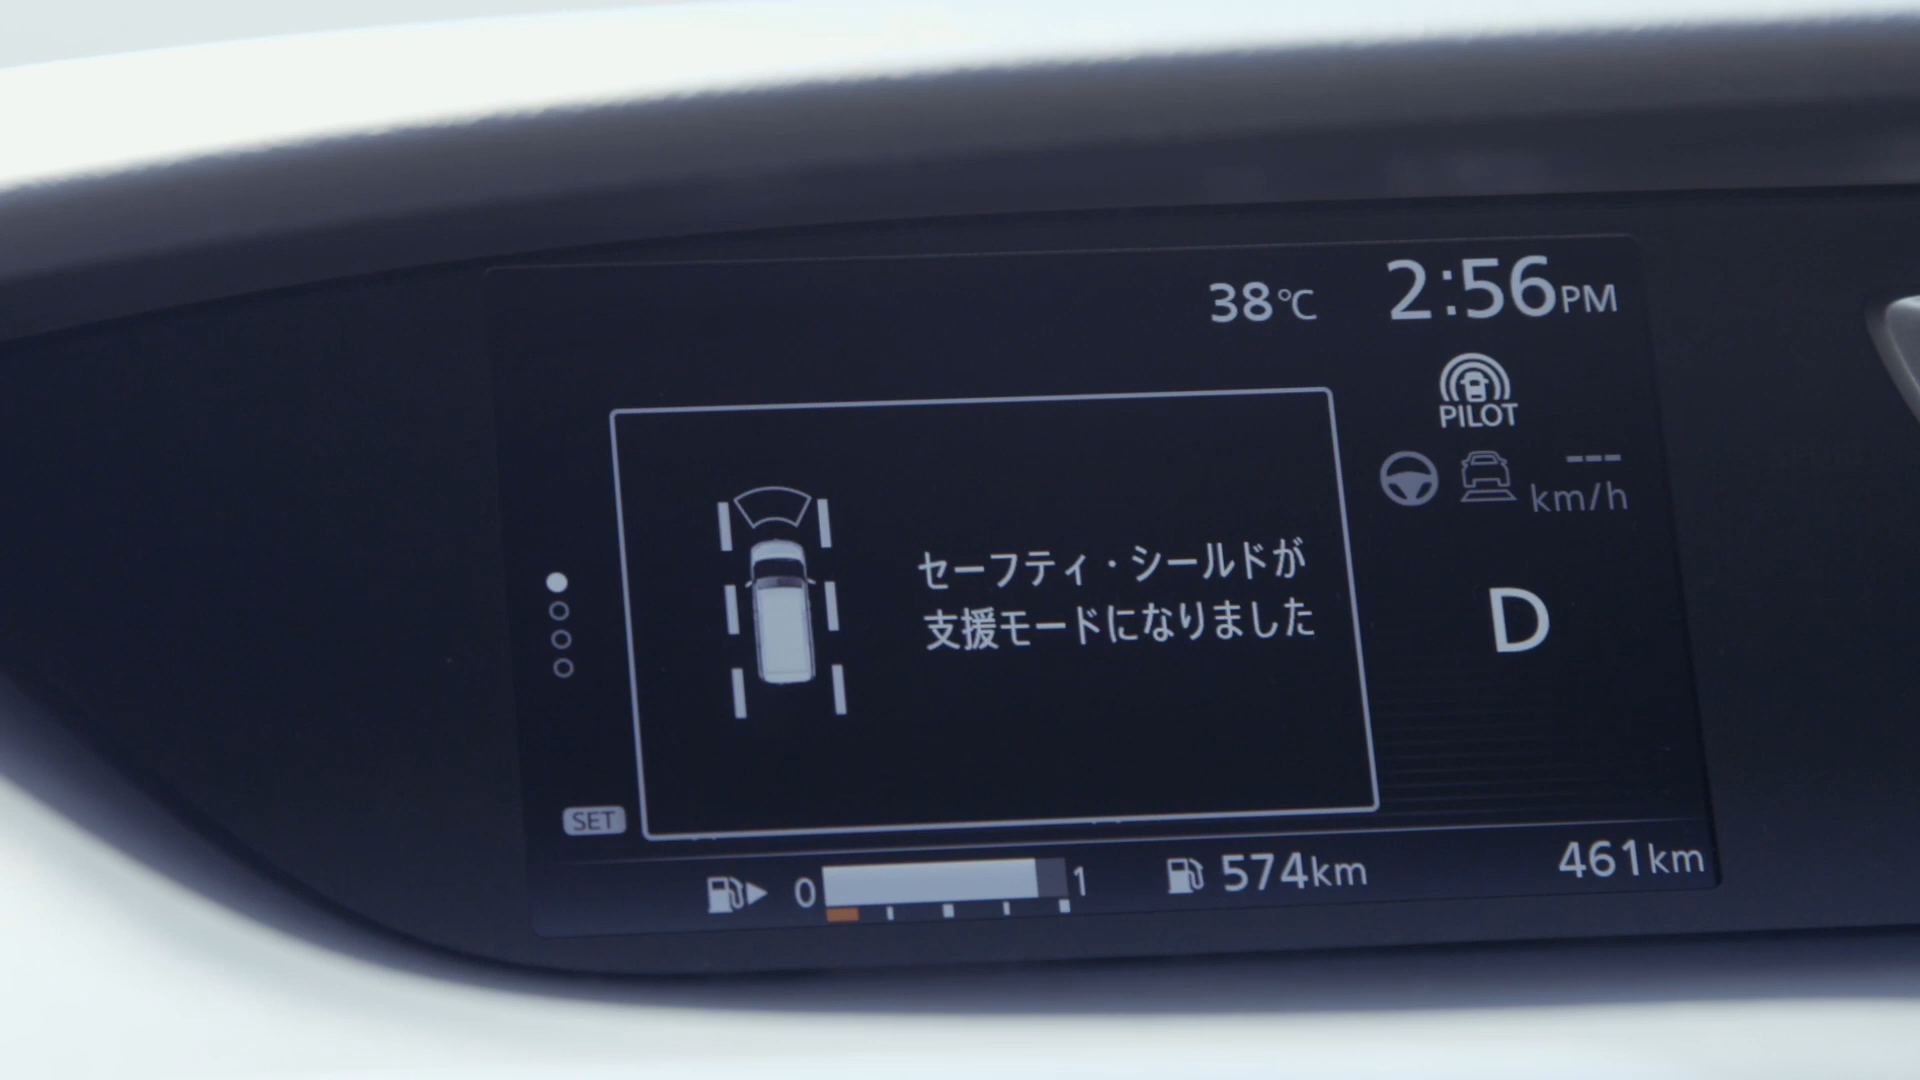 38℃ 2:56PM
PILOT
---
km/h
セーフティ・シールドが
支援モードになりました
D
SET
0 1 574km 461km